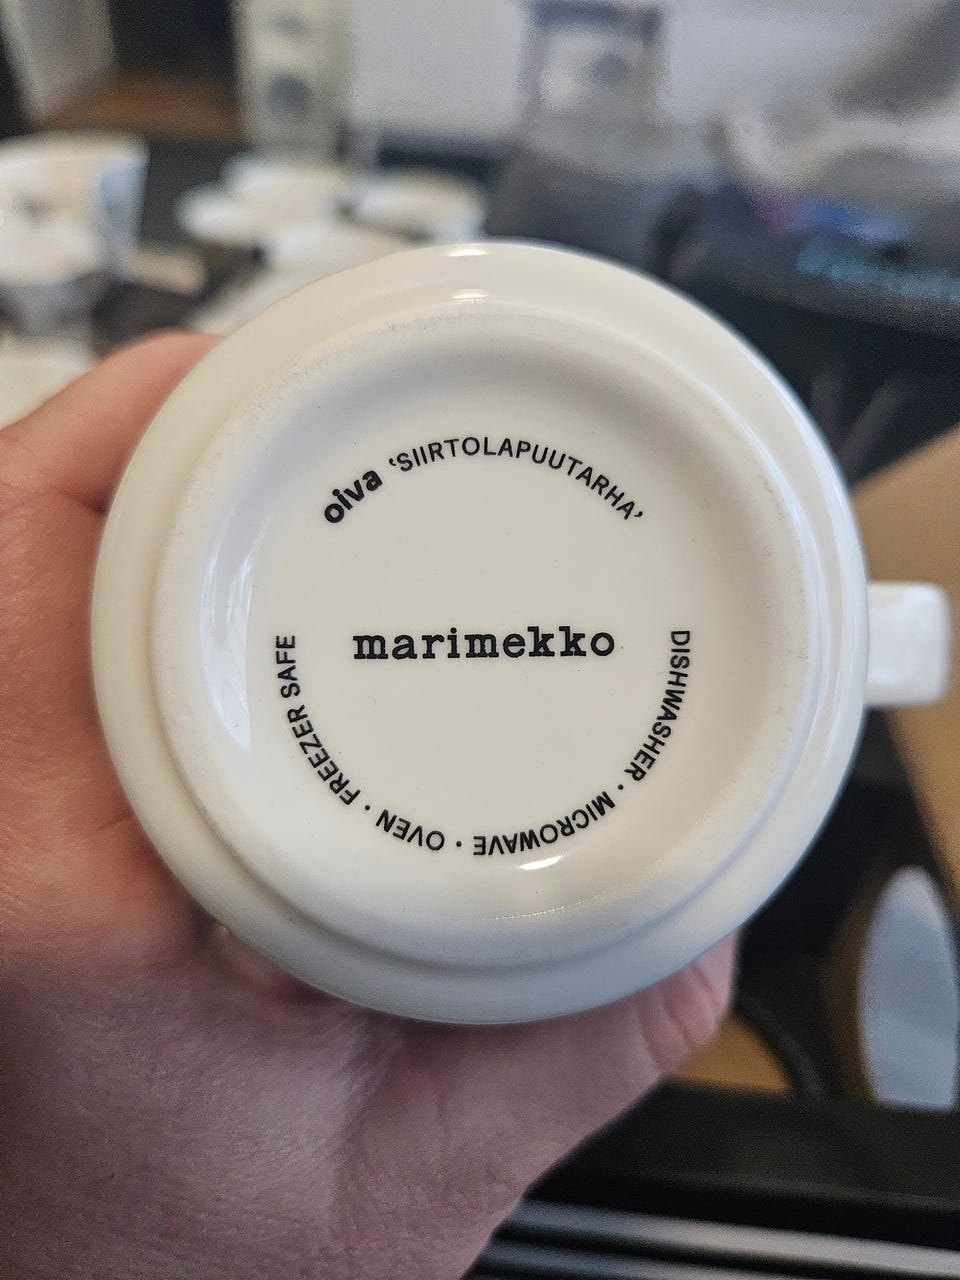 oiva ‘SIIRTOLAPUUTARHA’
marimekko
DISHWASHER · MICROWAVE · OVEN · FREEZER SAFE